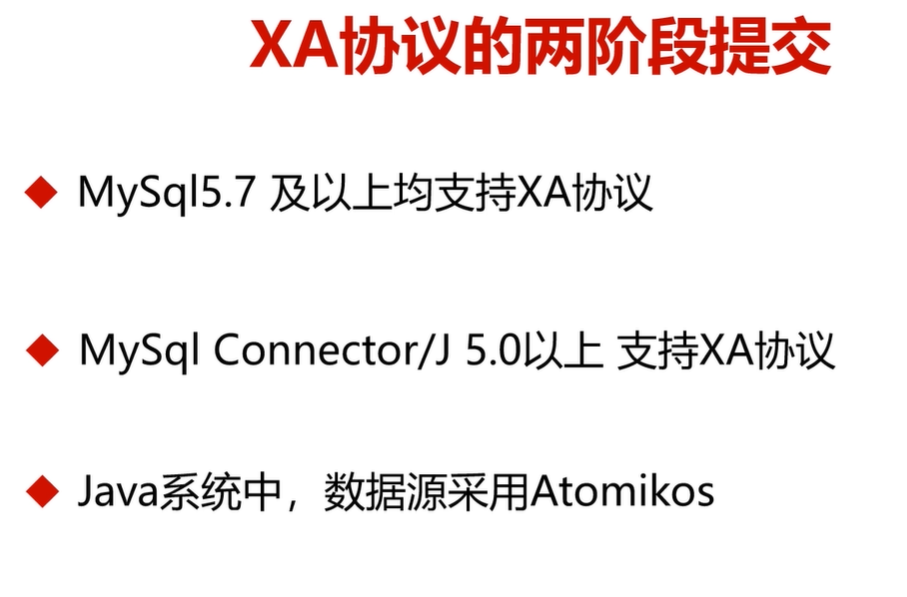 XA协议的两阶段提交
MySql5.7 及以上均支持XA协议
MySql Connector/J 5.0以上 支持XA协议
Java系统中，数据源采用Atomikos